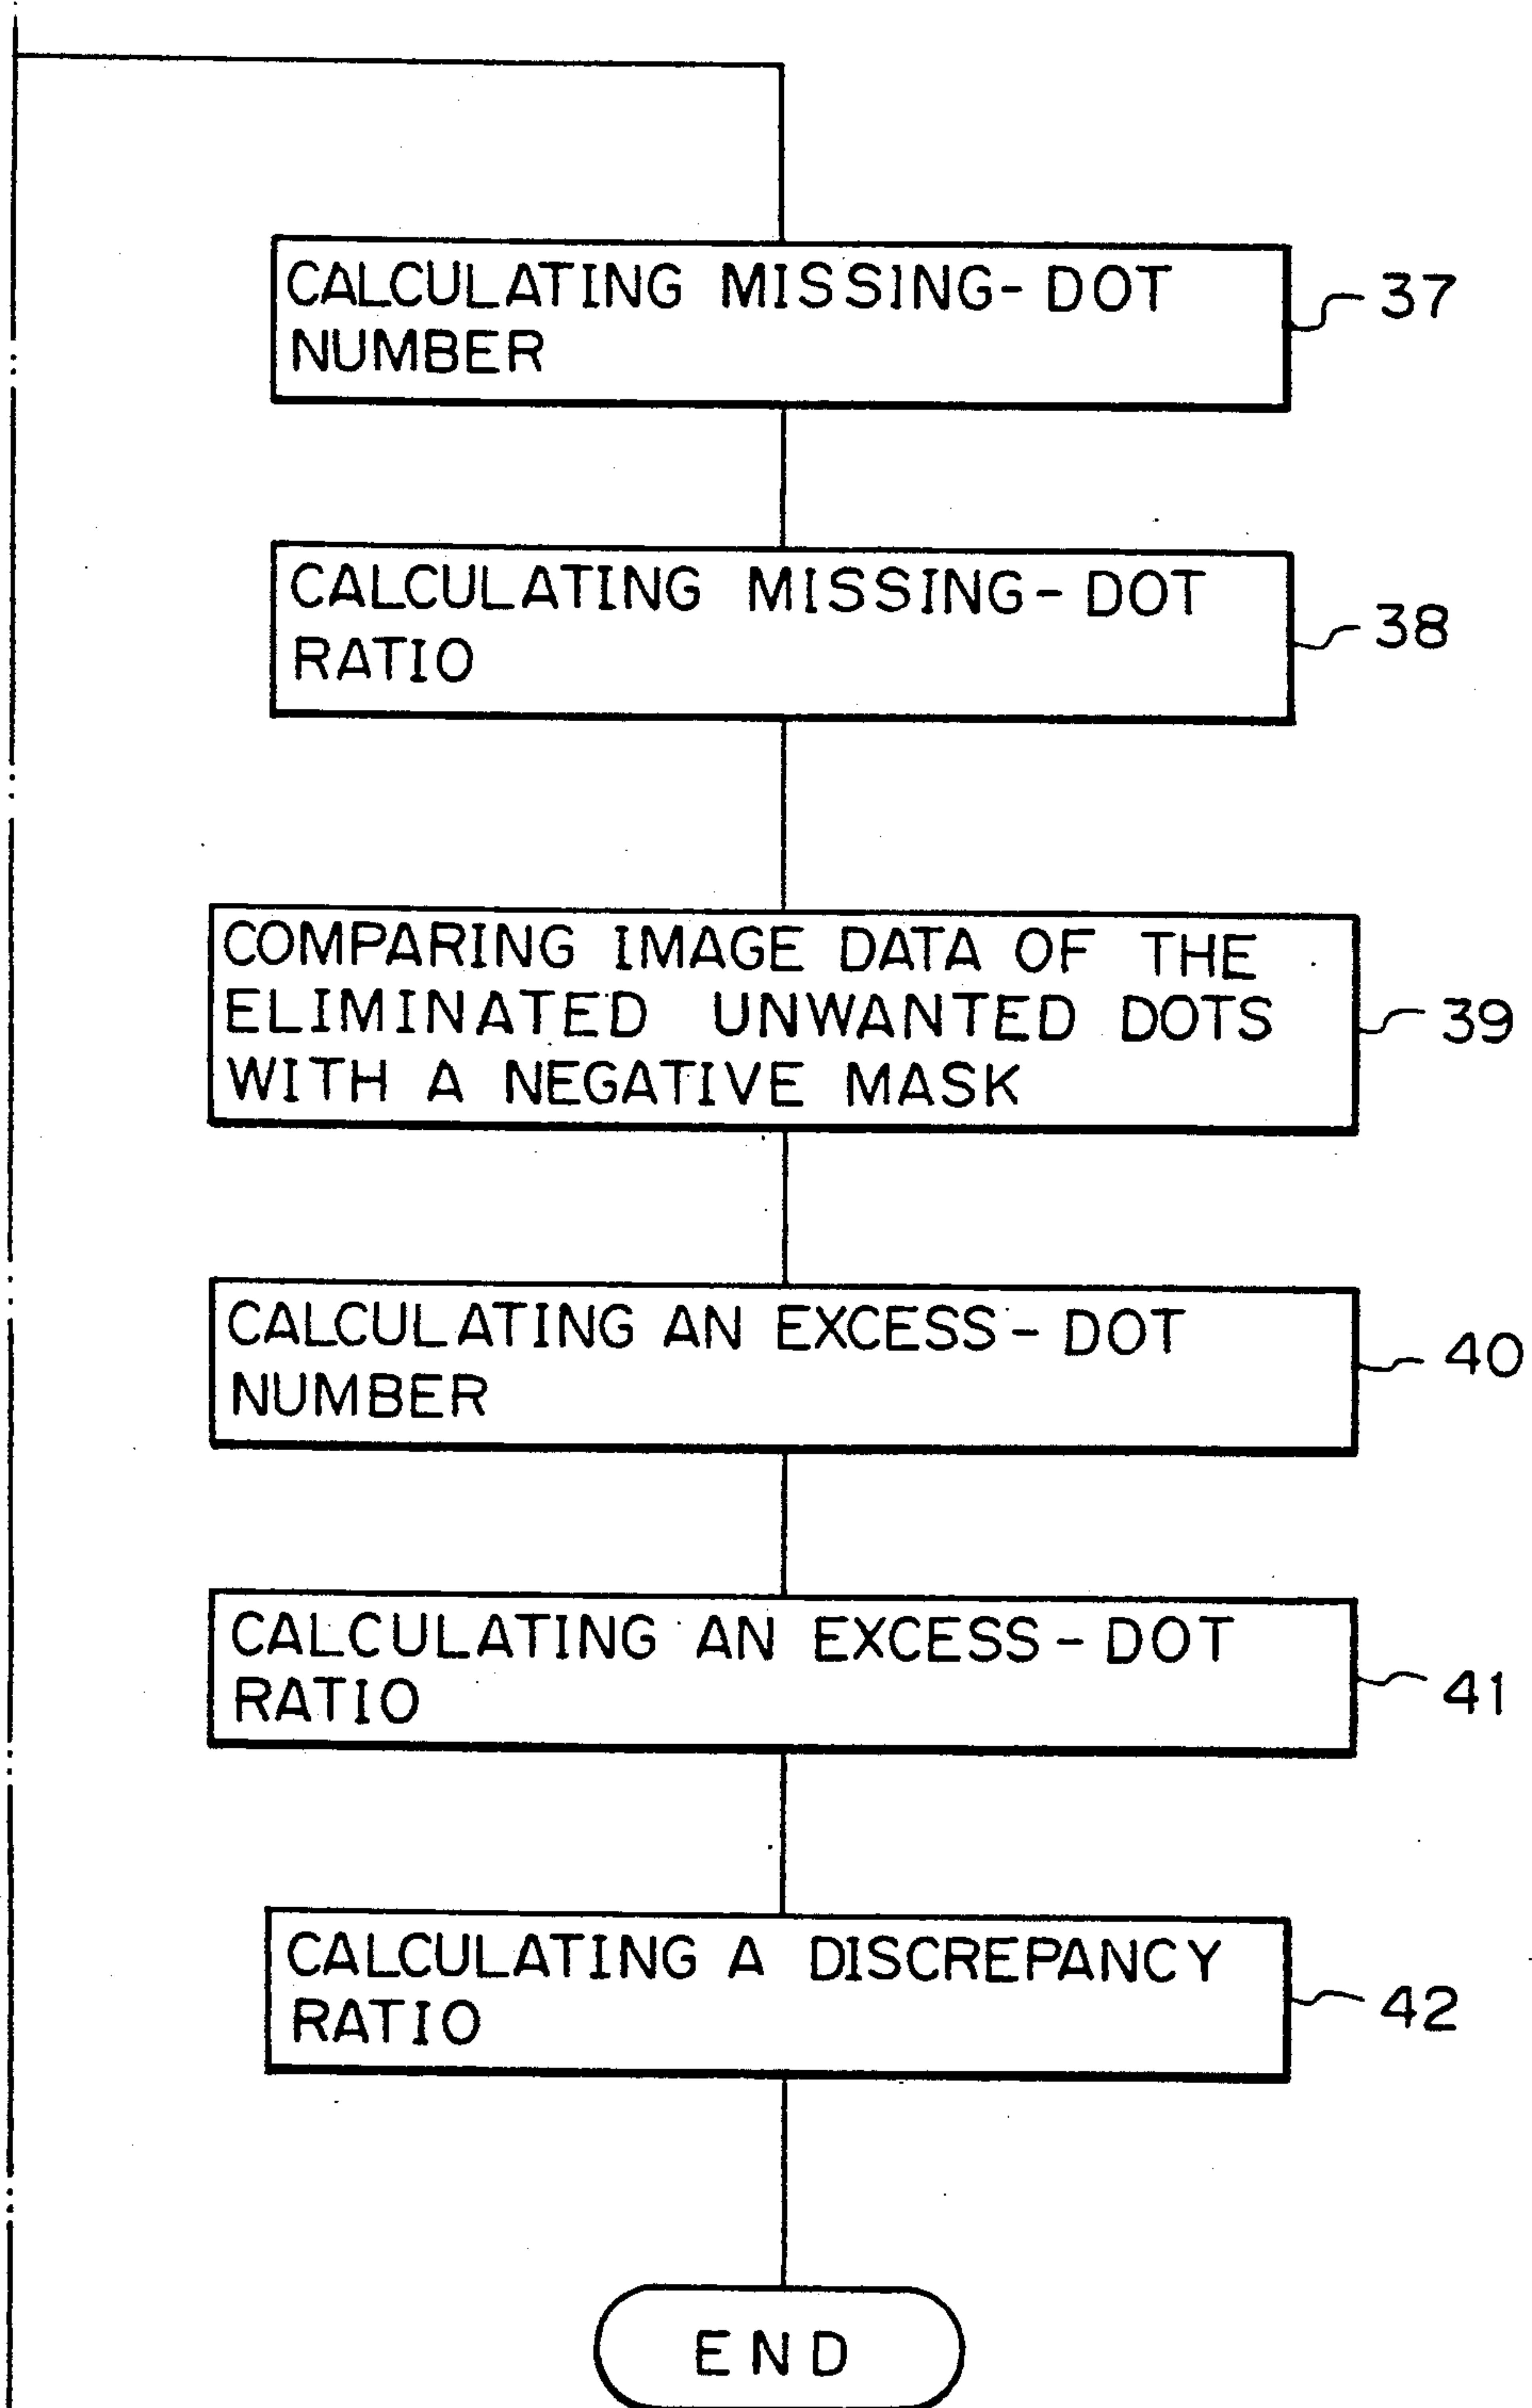 CALCULATING MISSING-DOT
NUMBER
37
CALCULATING MISSING-DOT
RATIO
38
COMPARING IMAGE DATA OF THE
ELIMINATED UNWANTED DOTS
WITH A NEGATIVE MASK
39
CALCULATING AN EXCESS-DOT
NUMBER
40
CALCULATING AN EXCESS-DOT
RATIO
41
CALCULATING A DISCREPANCY
RATIO
42
END